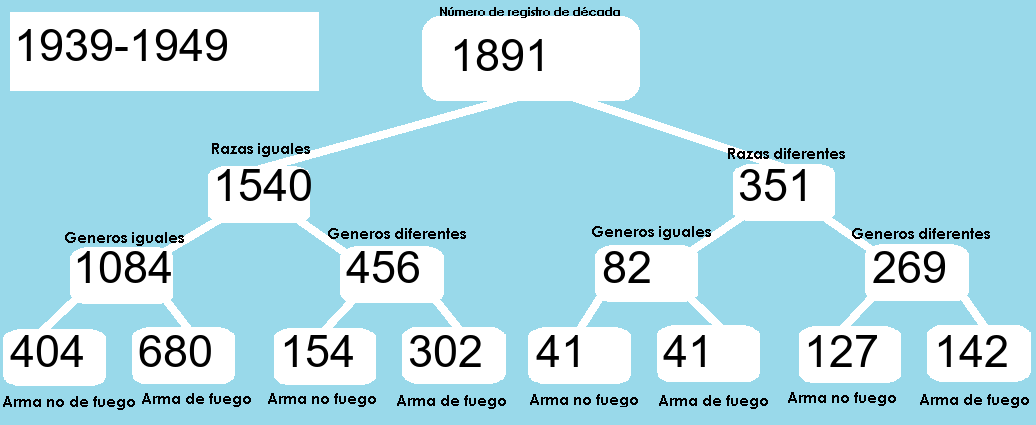 Número de registro de década
1939-1949
1891
Razas iguales
Razas diferentes
1540
351
Generos iguales
Generos diferentes
Generos iguales
Generos diferentes
1084
456
82
269
404
680
154
302
41
41
127
142
Arma no de fuego
Arma de fuego
Arma no fuego
Arma de fuego
Arma no fuego
Arma de fuego
Arma no fuego
Arma de fuego